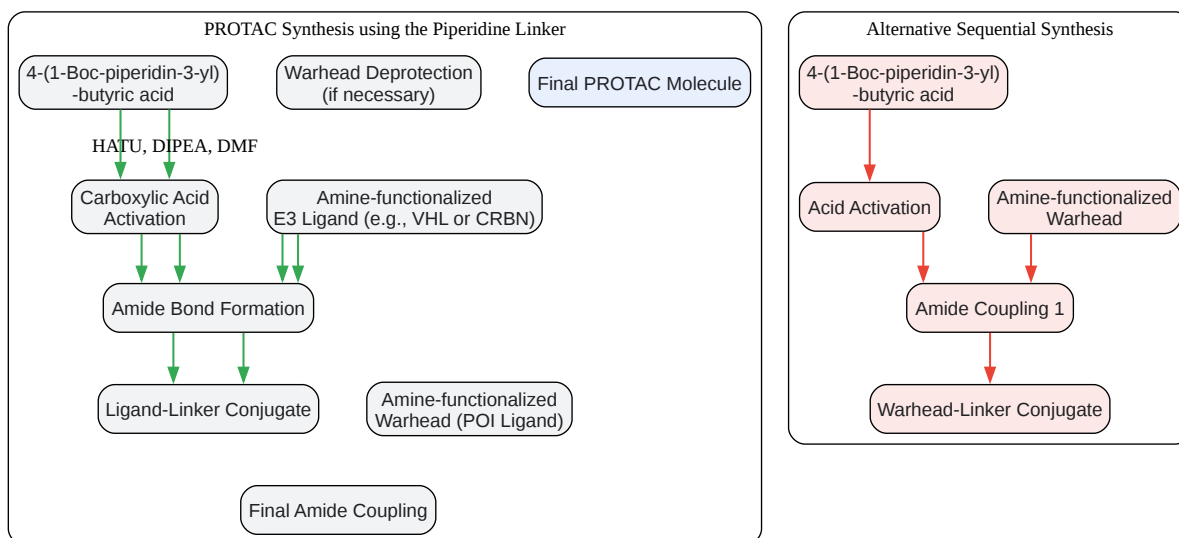 PROTAC Synthesis using the Piperidine Linker
4-(1-Boc-piperidin-3-yl)
-butyric acid
Warhead Deprotection
(if necessary)
Final PROTAC Molecule
HATU, DIPEA, DMF
Carboxylic Acid
Activation
Amine-functionalized
E3 Ligand (e.g., VHL or CRBN)
Amide Bond Formation
Ligand-Linker Conjugate
Amine-functionalized
Warhead (POI Ligand)
Final Amide Coupling
Alternative Sequential Synthesis
4-(1-Boc-piperidin-3-yl)
-butyric acid
Acid Activation
Amine-functionalized
Warhead
Amide Coupling 1
Warhead-Linker Conjugate